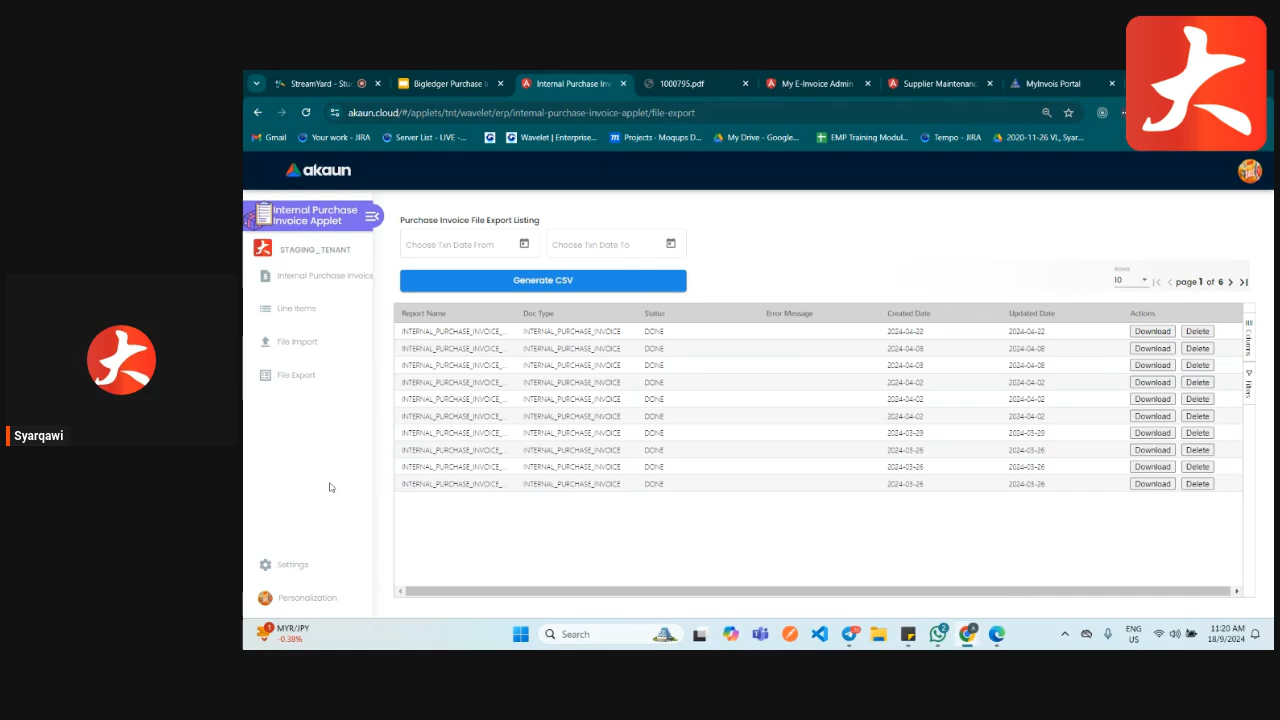 StreamYard - Stu
Bigledger Purchase I
Internal Purchase Inv
1000795.pdf
My E-Invoice Admin
Supplier Maintenanc
MyInvois Portal
akaun.cloud/#/applets/tnt/wavelet/erp/internal-purchase-invoice-applet/file-export
Gmail
Your work - JIRA
Server List - LIVE -...
Wavelet | Enterprise...
Projects - Moqups D...
My Drive - Google...
EMP Training Modul...
Tempo - JIRA
2020-11-26 VL, Syar...
akaun
Internal Purchase
Invoice Applet
STAGING_TENANT
Internal Purchase Invoice
Line Items
File Import
File Export
Settings
Personalization
Purchase Invoice File Export Listing
Choose Txn Date From
Choose Txn Date To
Generate CSV
Rows
10
page 1 of 6
Report Name Doc Type Status Error Message Created Date Updated Date Actions
INTERNAL_PURCHASE_INVOICE_... INTERNAL_PURCHASE_INVOICE DONE 2024-04-22 2024-04-22 Download Delete
INTERNAL_PURCHASE_INVOICE_... INTERNAL_PURCHASE_INVOICE DONE 2024-04-08 2024-04-08 Download Delete
INTERNAL_PURCHASE_INVOICE_... INTERNAL_PURCHASE_INVOICE DONE 2024-04-08 2024-04-08 Download Delete
INTERNAL_PURCHASE_INVOICE_... INTERNAL_PURCHASE_INVOICE DONE 2024-04-02 2024-04-02 Download Delete
INTERNAL_PURCHASE_INVOICE_... INTERNAL_PURCHASE_INVOICE DONE 2024-04-02 2024-04-02 Download Delete
INTERNAL_PURCHASE_INVOICE_... INTERNAL_PURCHASE_INVOICE DONE 2024-04-02 2024-04-02 Download Delete
INTERNAL_PURCHASE_INVOICE_... INTERNAL_PURCHASE_INVOICE DONE 2024-03-29 2024-03-29 Download Delete
INTERNAL_PURCHASE_INVOICE_... INTERNAL_PURCHASE_INVOICE DONE 2024-03-26 2024-03-26 Download Delete
INTERNAL_PURCHASE_INVOICE_... INTERNAL_PURCHASE_INVOICE DONE 2024-03-26 2024-03-26 Download Delete
INTERNAL_PURCHASE_INVOICE_... INTERNAL_PURCHASE_INVOICE DONE 2024-03-26 2024-03-26 Download Delete
Columns
Filters
Syarqawi
MYR/JPY
-0.38%
Search
ENG
US
11:20 AM
18/9/2024